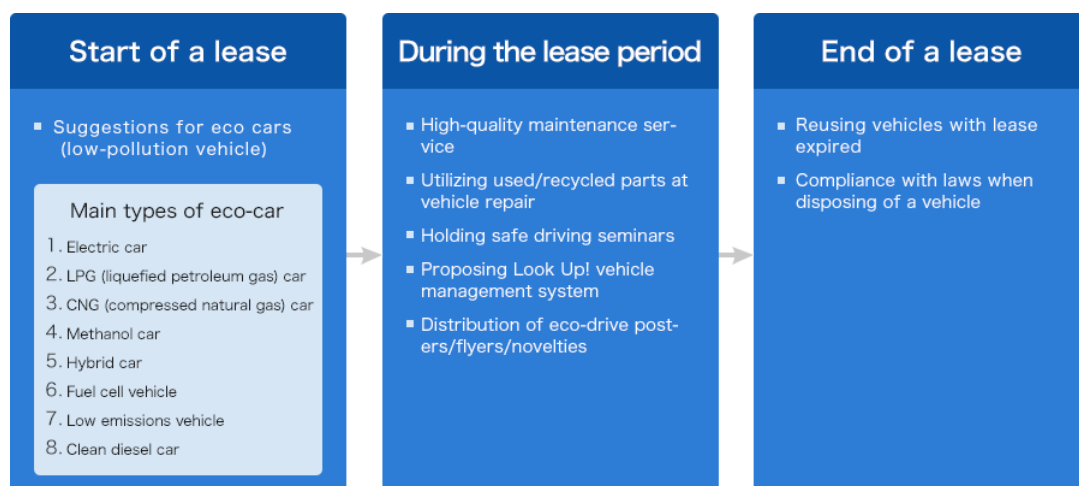 Start of a lease
Suggestions for eco cars
(low-pollution vehicle)
Main types of eco-car
1. Electric car
2. LPG (liquefied petroleum gas) car
3. CNG (compressed natural gas) car
4. Methanol car
5. Hybrid car
6. Fuel cell vehicle
7. Low emissions vehicle
8. Clean diesel car
During the lease period
High-quality maintenance ser-
vice
Utilizing used/recycled parts at
vehicle repair
Holding safe driving seminars
Proposing Look Up! vehicle
management system
Distribution of eco-drive post-
ers/flyers/novelties
End of a lease
Reusing vehicles with lease
expired
Compliance with laws when
disposing of a vehicle